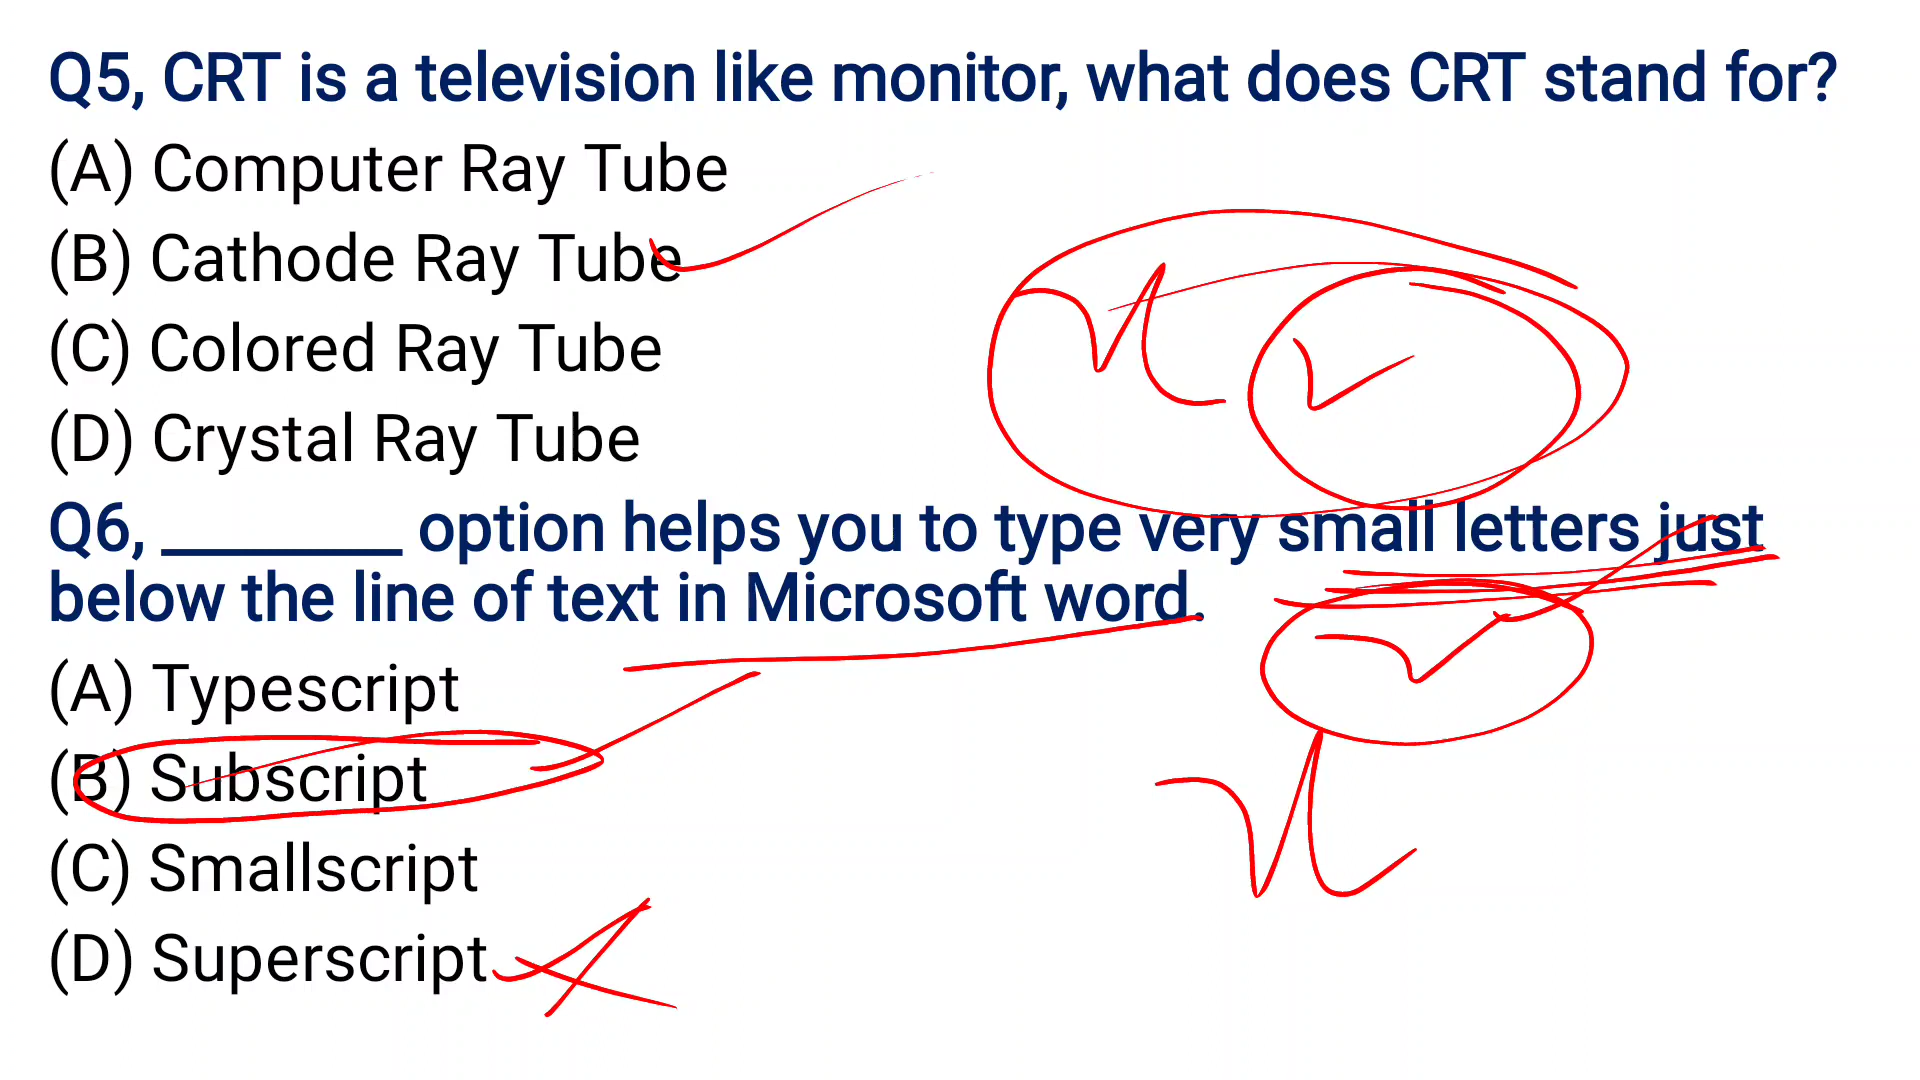 Q5, CRT is a television like monitor, what does CRT stand for?
(A) Computer Ray Tube
(B) Cathode Ray Tube
(C) Colored Ray Tube
(D) Crystal Ray Tube
Q6, ________ option helps you to type very small letters just
below the line of text in Microsoft word.
(A) Typescript
(B) Subscript
(C) Smallscript
(D) Superscript